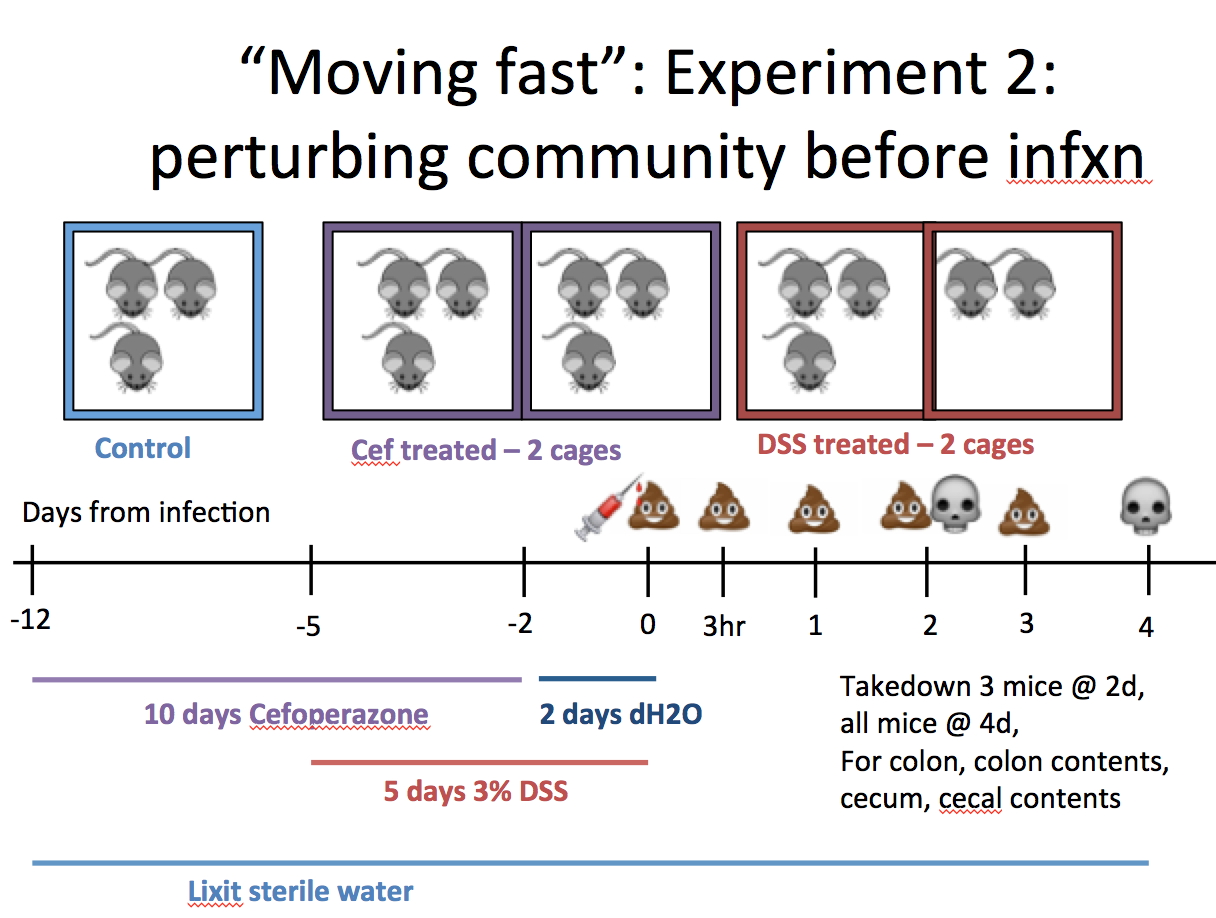 “Moving fast”: Experiment 2:
perturbing community before infxn
Control
Cef treated – 2 cages
DSS treated – 2 cages
Days from infection
-12
-5
-2
0
3hr
1
2
3
4
10 days Cefoperazone
2 days dH2O
5 days 3% DSS
Takedown 3 mice @ 2d,
all mice @ 4d,
For colon, colon contents,
cecum, cecal contents
Lixit sterile water